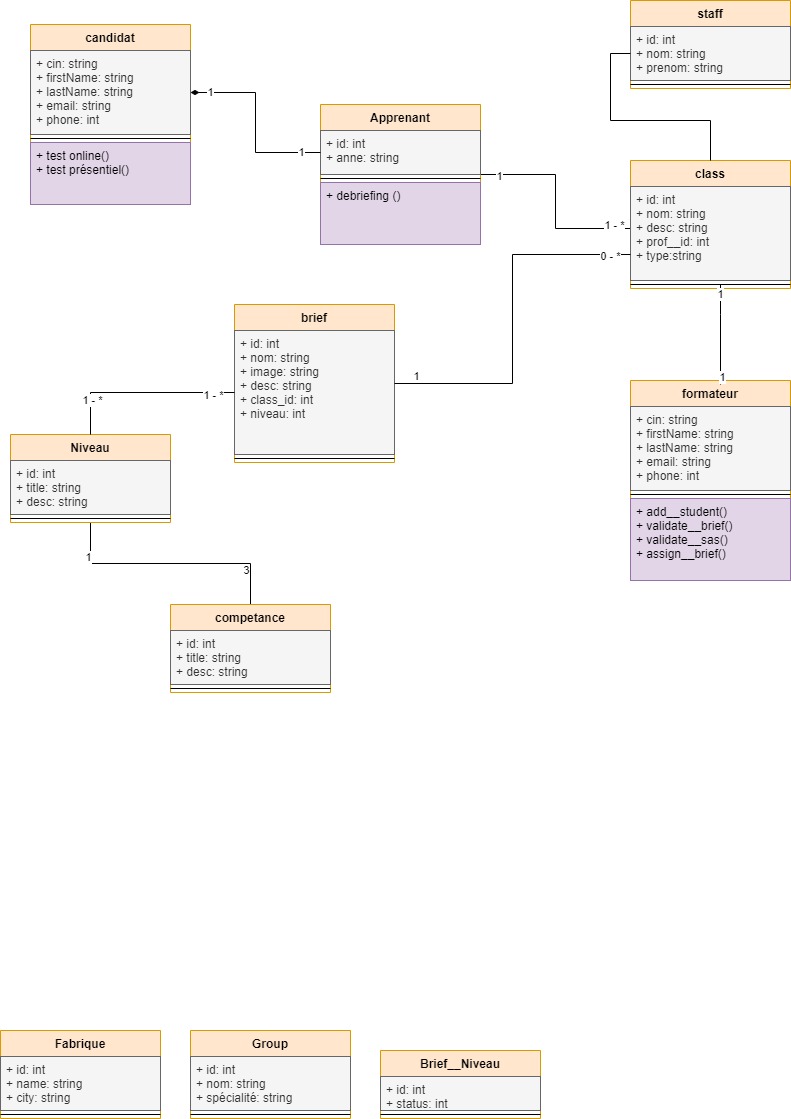 staff
+ id: int
+ nom: string
+ prenom: string
candidat
+ cin: string
+ firstName: string
+ lastName: string
+ email: string
+ phone: int
+ test online()
+ test présentiel()
1
1
Apprenant
+ id: int
+ anne: string
+ debriefing ()
1
1 - *
class
+ id: int
+ nom: string
+ desc: string
+ prof__id: int
+ type:string
0 - *
1
1
1
brief
+ id: int
+ nom: string
+ image: string
+ desc: string
+ class_id: int
+ niveau: int
1 - *
1 - *
formateur
+ cin: string
+ firstName: string
+ lastName: string
+ email: string
+ phone: int
+ add__student()
+ validate__brief()
+ validate__sas()
+ assign__brief()
Niveau
+ id: int
+ title: string
+ desc: string
1
3
competance
+ id: int
+ title: string
+ desc: string
Fabrique
+ id: int
+ name: string
+ city: string
Group
+ id: int
+ nom: string
+ spécialité: string
Brief__Niveau
+ id: int
+ status: int